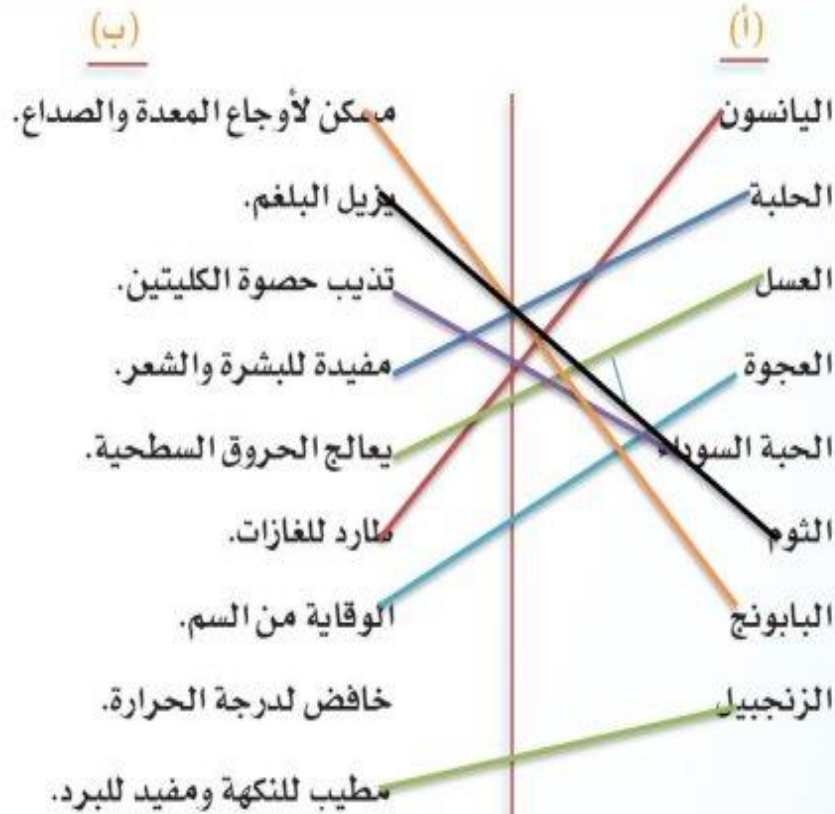 (أ) (ب)
اليانسون مسكن لأوجاع المعدة والصداع.
الحلبة يزيل البلغم.
العسل تذيب حصوة الكليتين.
العجوة مفيدة للبشرة والشعر.
الحبة السوداء يعالج الحروق السطحية.
الثوم طارد للغازات.
البابونج الوقاية من السم.
الزنجبيل خافض لدرجة الحرارة.
مطيب للنكهة ومفيد للبرد.